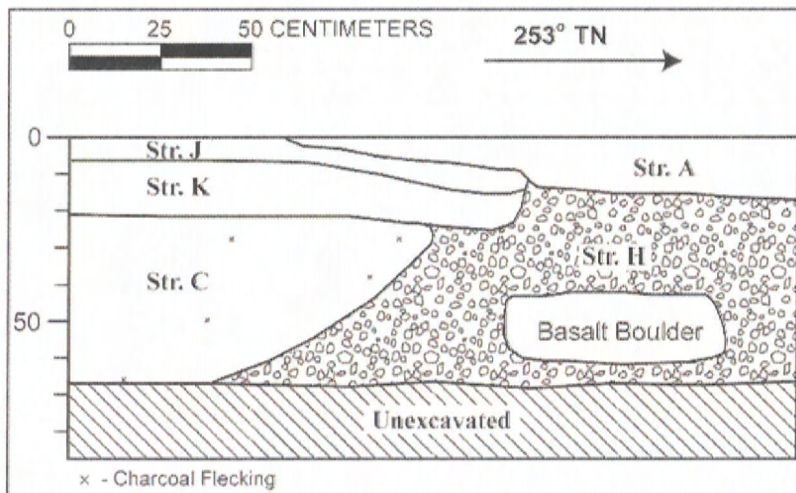 0 25 50 CENTIMETERS
253° TN
0
Str. J
Str. A
Str. K
Str. H
Str. C
50
Basalt Boulder
Unexcavated
× - Charcoal Flecking